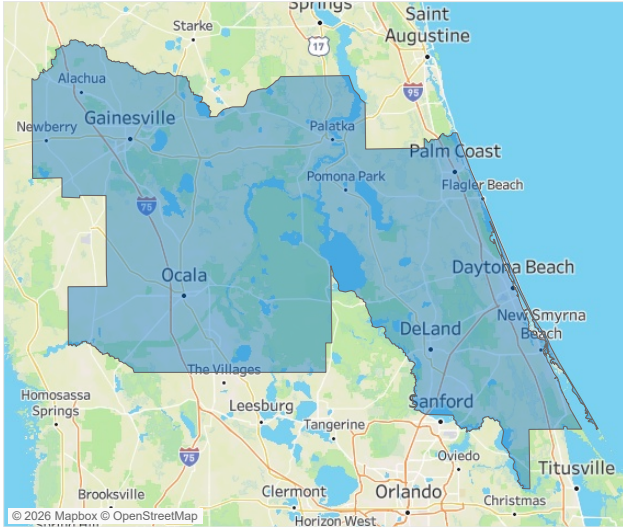 Springs
Saint
Augustine
Starke
17
Alachua
95
Gainesville
Newberry
Palatka
Palm Coast
Pomona Park
Flagler Beach
75
Ocala
Daytona Beach
New Smyrna
Beach
DeLand
The Villages
Homosassa
Springs
Leesburg
Sanford
Tangerine
75
Oviedo
Titusville
Brooksville
Clermont
Orlando
Christmas
© 2026 Mapbox © OpenStreetMap
Horizon West